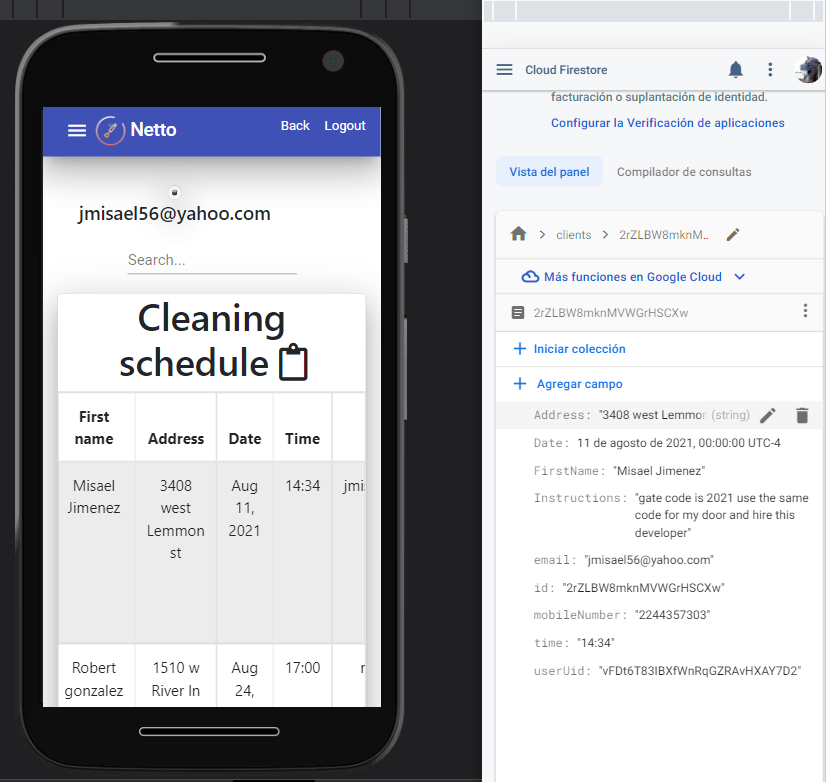 Netto
Back
Logout
jmisael56@yahoo.com
Search...
Cleaning
schedule
First
name
Address
Date
Time
Misael
Jimenez
3408
west
Lemmon
st
Aug
11,
2021
14:34
jmi
Robert
gonzalez
1510 w
River ln
Aug
24,
17:00
Cloud Firestore
facturación o suplantación de identidad.
Configurar la Verificación de aplicaciones
Vista del panel
Compilador de consultas
clients
2rZLBW8mknM...
Más funciones en Google Cloud
2rZLBW8mknMVWGrHSCXw
Iniciar colección
Agregar campo
Address: "3408 west Lemmor (string)
Date: 11 de agosto de 2021, 00:00:00 UTC-4
FirstName: "Misael Jimenez"
Instructions: "gate code is 2021 use the same
code for my door and hire this
developer"
email: "jmisael56@yahoo.com"
id: "2rZLBW8mknMVWGrHSCXw"
mobileNumber: "2244357303"
time: "14:34"
userUid: "vFDt6T83IBXfWnRqGZRAvHXAY7D2"